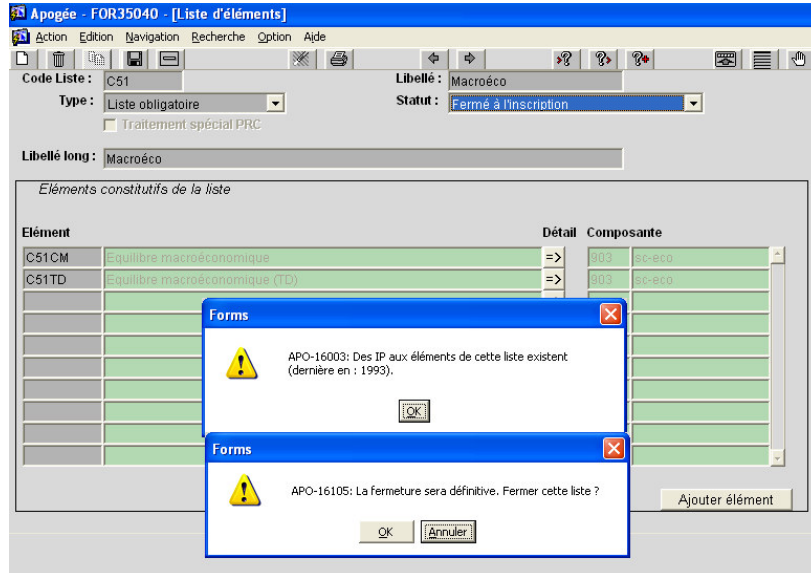 Apogée - FOR35040 - [Liste d'éléments]
Action Edition Navigation Recherche Option Aide
Code Liste : C51 Libellé : Macroéco
Type : Liste obligatoire Statut : Fermé à l'inscription
Traitement spécial PRC
Libellé long : Macroéco
Eléments constitutifs de la liste
Elément Détail Composante
C51CM Equilibre macroéconomique => 903 sc-eco
C51TD Equilibre macroéconomique (TD) => 903 sc-eco
Forms
APO-16003: Des IP aux éléments de cette liste existent
(dernière en : 1993).
OK
Forms
APO-16105: La fermeture sera définitive. Fermer cette liste ?
OK Annuler
Ajouter élément